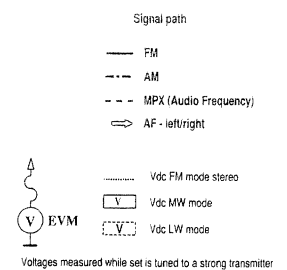 Signal path
FM
AM
MPX (Audio Frequency)
AF - left/right
Vdc FM mode stereo
V EVM
V Vdc MW mode
V Vdc LW mode
Voltages measured while set is tuned to a strong transmitter